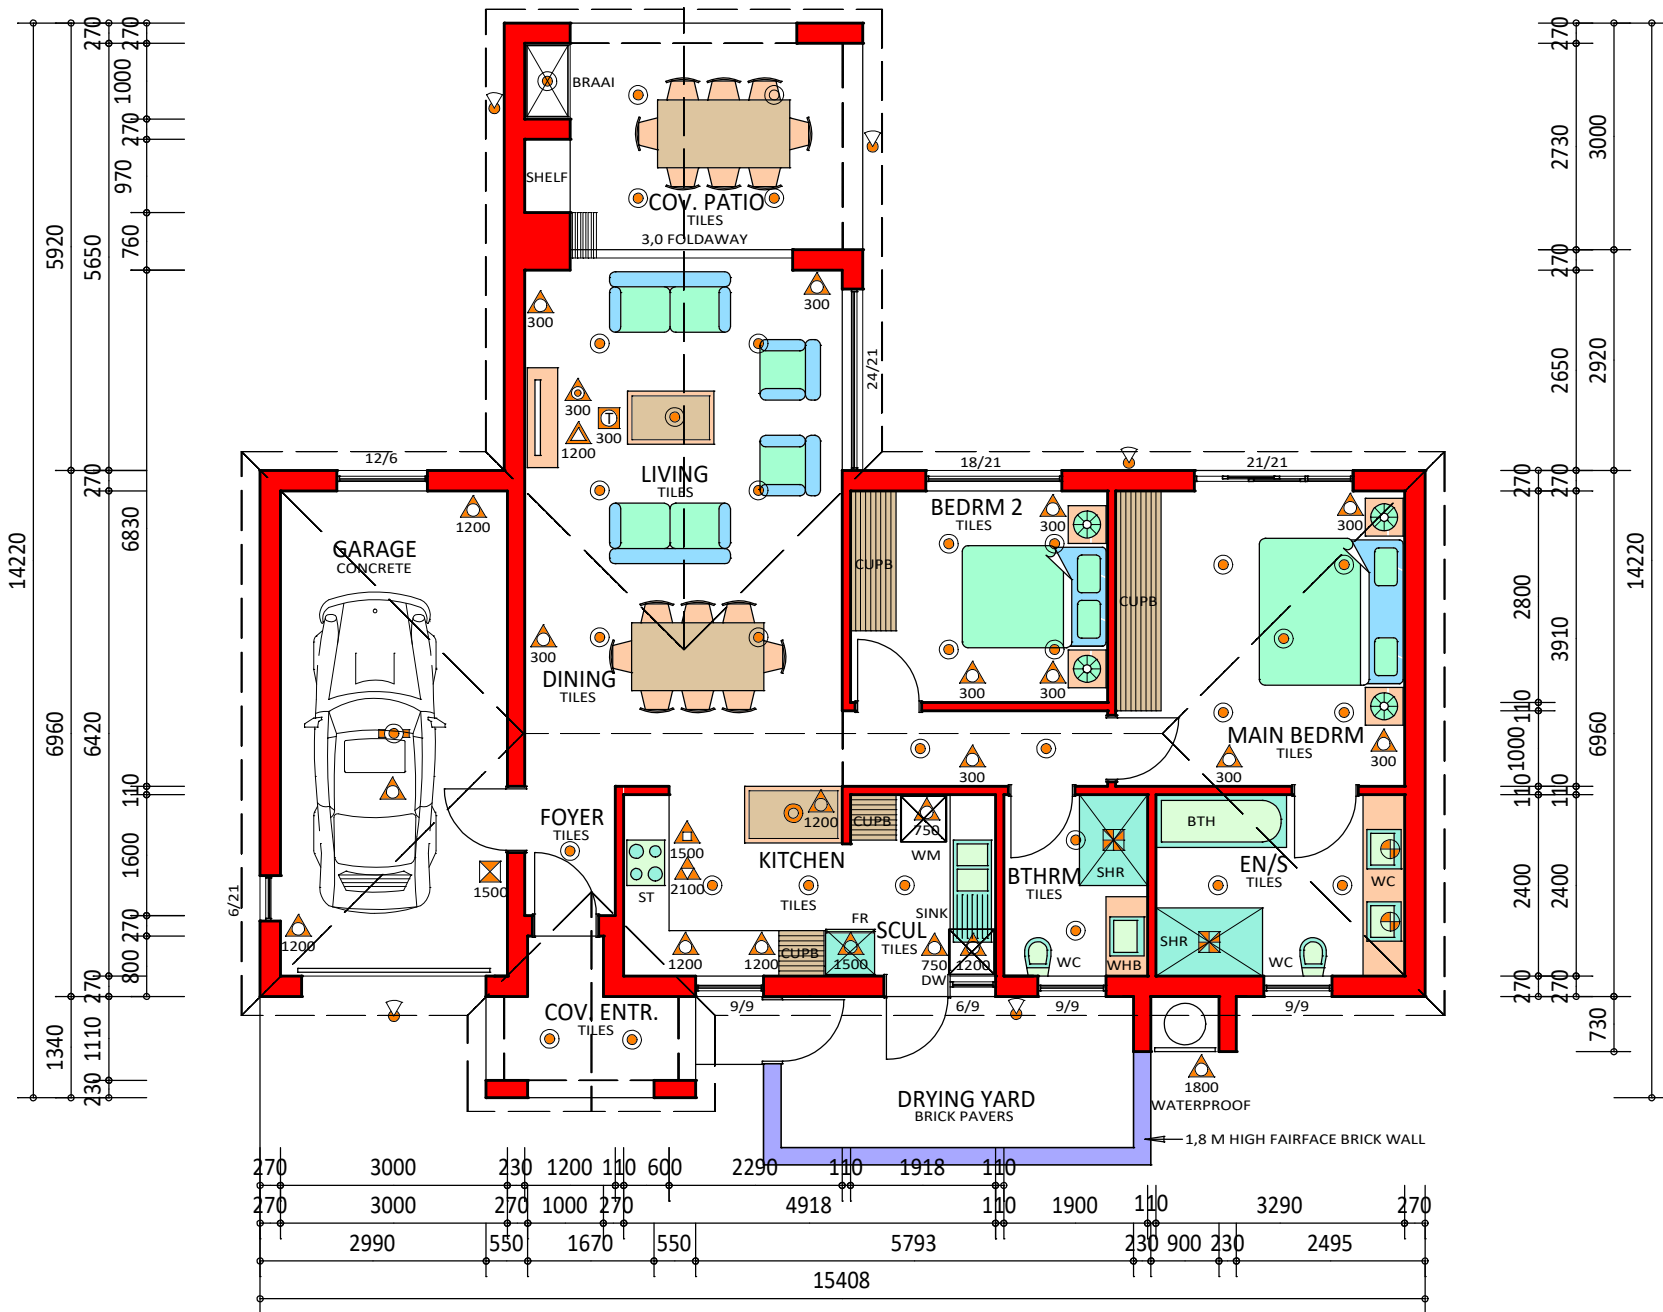 BRAAI
SHELF
COV. PATIO
TILES
3,0 FOLDAWAY
300
300
24/21
300
T
300
1200
LIVING
TILES
12/6
18/21
21/21
1200
GARAGE
CONCRETE
BEDRM 2
TILES
300
300
CUPB
CUPB
300
DINING
TILES
300
300
MAIN BEDRM
TILES
300
300
300
FOYER
TILES
1200
CUPB
750
WM
BTH
1500
KITCHEN
2100
ST
TILES
1500
BTHRM
TILES
SHR
EN/S
TILES
WC
6/21
1200
FR
SINK
SCUL
TILES
SHR
1200
1200
CUPB
1500
750
1200
DW
WC
WHB
WC
COV. ENTR.
TILES
9/9
6/9
9/9
9/9
1800
WATERPROOF
DRYING YARD
BRICK PAVERS
1,8 M HIGH FAIRFACE BRICK WALL
14220
5920
6960
1340
270
5650
270
6420
110
1600
270
800
270
1110
230
270
1000
270
970
760
6830
270
2730
270
2650
270
2800
110
1000
110
2400
270
270
3910
110
2400
270
3000
2920
6960
730
14220
270
3000
230
1200
110
600
2290
110
1918
110
270
3000
270
1000
270
4918
110
1900
110
3290
270
2990
550
1670
550
5793
230
900
230
2495
15408